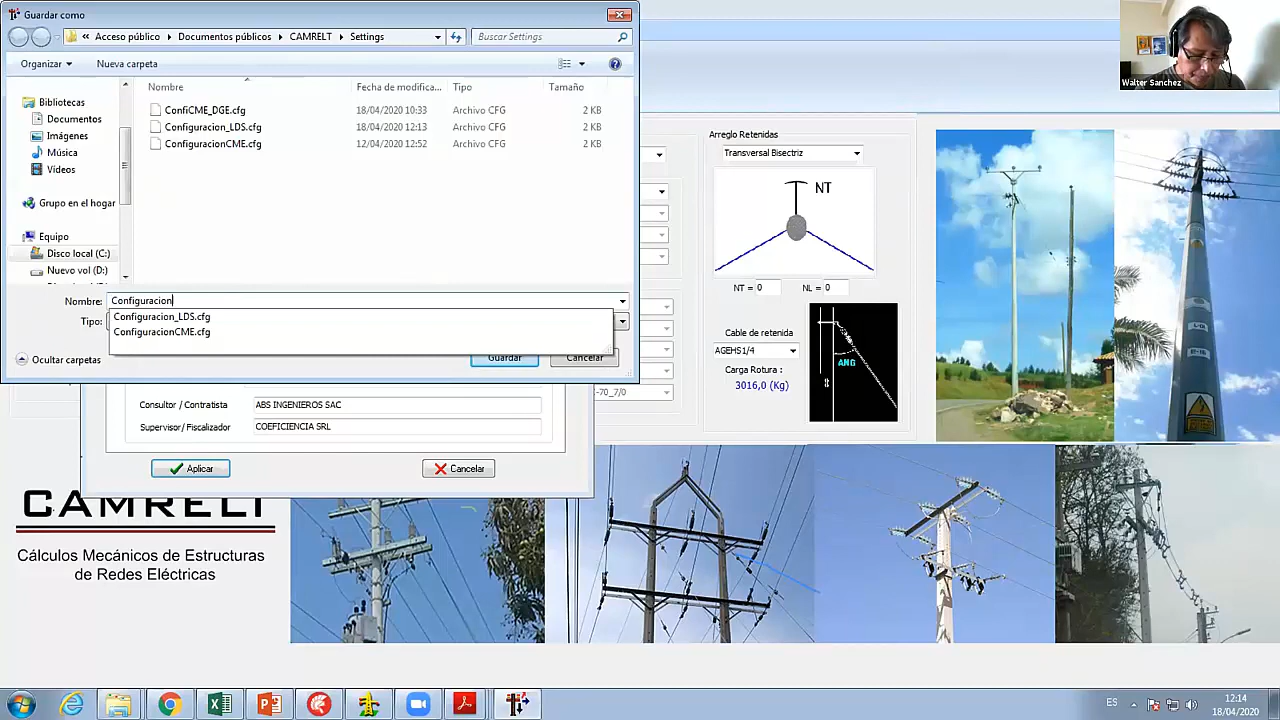 Guardar como
« Acceso público › Documentos públicos › CAMRELT › Settings
Buscar Settings
Organizar
Nueva carpeta
Bibliotecas
Documentos
Imágenes
Música
Vídeos
Grupo en el hogar
Equipo
Disco local (C:)
Nuevo vol (D:)
Nombre Fecha de modifica... Tipo Tamaño
ConfiCME_DGE.cfg 18/04/2020 10:33 Archivo CFG 2 KB
Configuracion_LDS.cfg 18/04/2020 12:13 Archivo CFG 2 KB
ConfiguracionCME.cfg 12/04/2020 12:52 Archivo CFG 2 KB
Nombre: Configuracion
Tipo:
Configuracion_LDS.cfg
ConfiguracionCME.cfg
Ocultar carpetas
Guardar
Cancelar
Consultor / Contratista ABS INGENIEROS SAC
Supervisor/ Fiscalizador COEFICIENCIA SRL
Aplicar
Cancelar
-70_7/0
Arreglo Retenidas
Transversal Bisectriz
NT
NT = 0 NL = 0
Cable de retenida
AGEHS1/4
Carga Rotura :
3016,0 (Kg)
ANG
Walter Sanchez
CAMRELT
Cálculos Mecánicos de Estructuras
de Redes Eléctricas
ES
12:14
18/04/2020